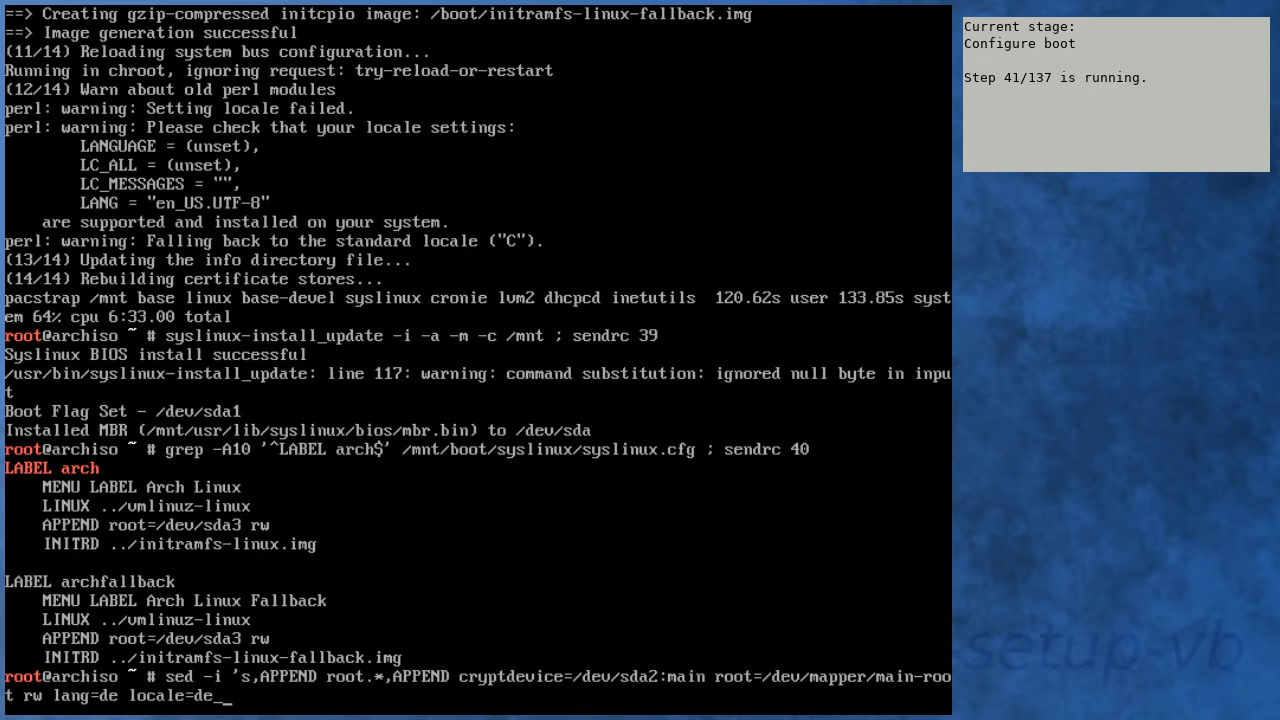 ==> Creating gzip-compressed initcpio image: /boot/initramfs-linux-fallback.img
==> Image generation successful
(11/14) Reloading system bus configuration...
Running in chroot, ignoring request: try-reload-or-restart
(12/14) Warn about old perl modules
perl: warning: Setting locale failed.
perl: warning: Please check that your locale settings:
        LANGUAGE = (unset),
        LC_ALL = (unset),
        LC_MESSAGES = "",
        LANG = "en_US.UTF-8"
    are supported and installed on your system.
perl: warning: Falling back to the standard locale ("C").
(13/14) Updating the info directory file...
(14/14) Rebuilding certificate stores...
pacstrap /mnt base linux base-devel syslinux cronie lvm2 dhcpcd inetutils  120.62s user 133.85s syst
em 64% cpu 6:33.00 total
root@archiso ~ # syslinux-install_update -i -a -m -c /mnt ; sendrc 39
Syslinux BIOS install successful
/usr/bin/syslinux-install_update: line 117: warning: command substitution: ignored null byte in inpu
t
Boot Flag Set - /dev/sda1
Installed MBR (/mnt/usr/lib/syslinux/bios/mbr.bin) to /dev/sda
root@archiso ~ # grep -A10 '^LABEL arch$' /mnt/boot/syslinux/syslinux.cfg ; sendrc 40
LABEL arch
    MENU LABEL Arch Linux
    LINUX ../vmlinuz-linux
    APPEND root=/dev/sda3 rw
    INITRD ../initramfs-linux.img

LABEL archfallback
    MENU LABEL Arch Linux Fallback
    LINUX ../vmlinuz-linux
    APPEND root=/dev/sda3 rw
    INITRD ../initramfs-linux-fallback.img
root@archiso ~ # sed -i 's,APPEND root.*,APPEND cryptdevice=/dev/sda2:main root=/dev/mapper/main-roo
t rw lang=de locale=de_
Current stage:
Configure boot

Step 41/137 is running.
setup-vb